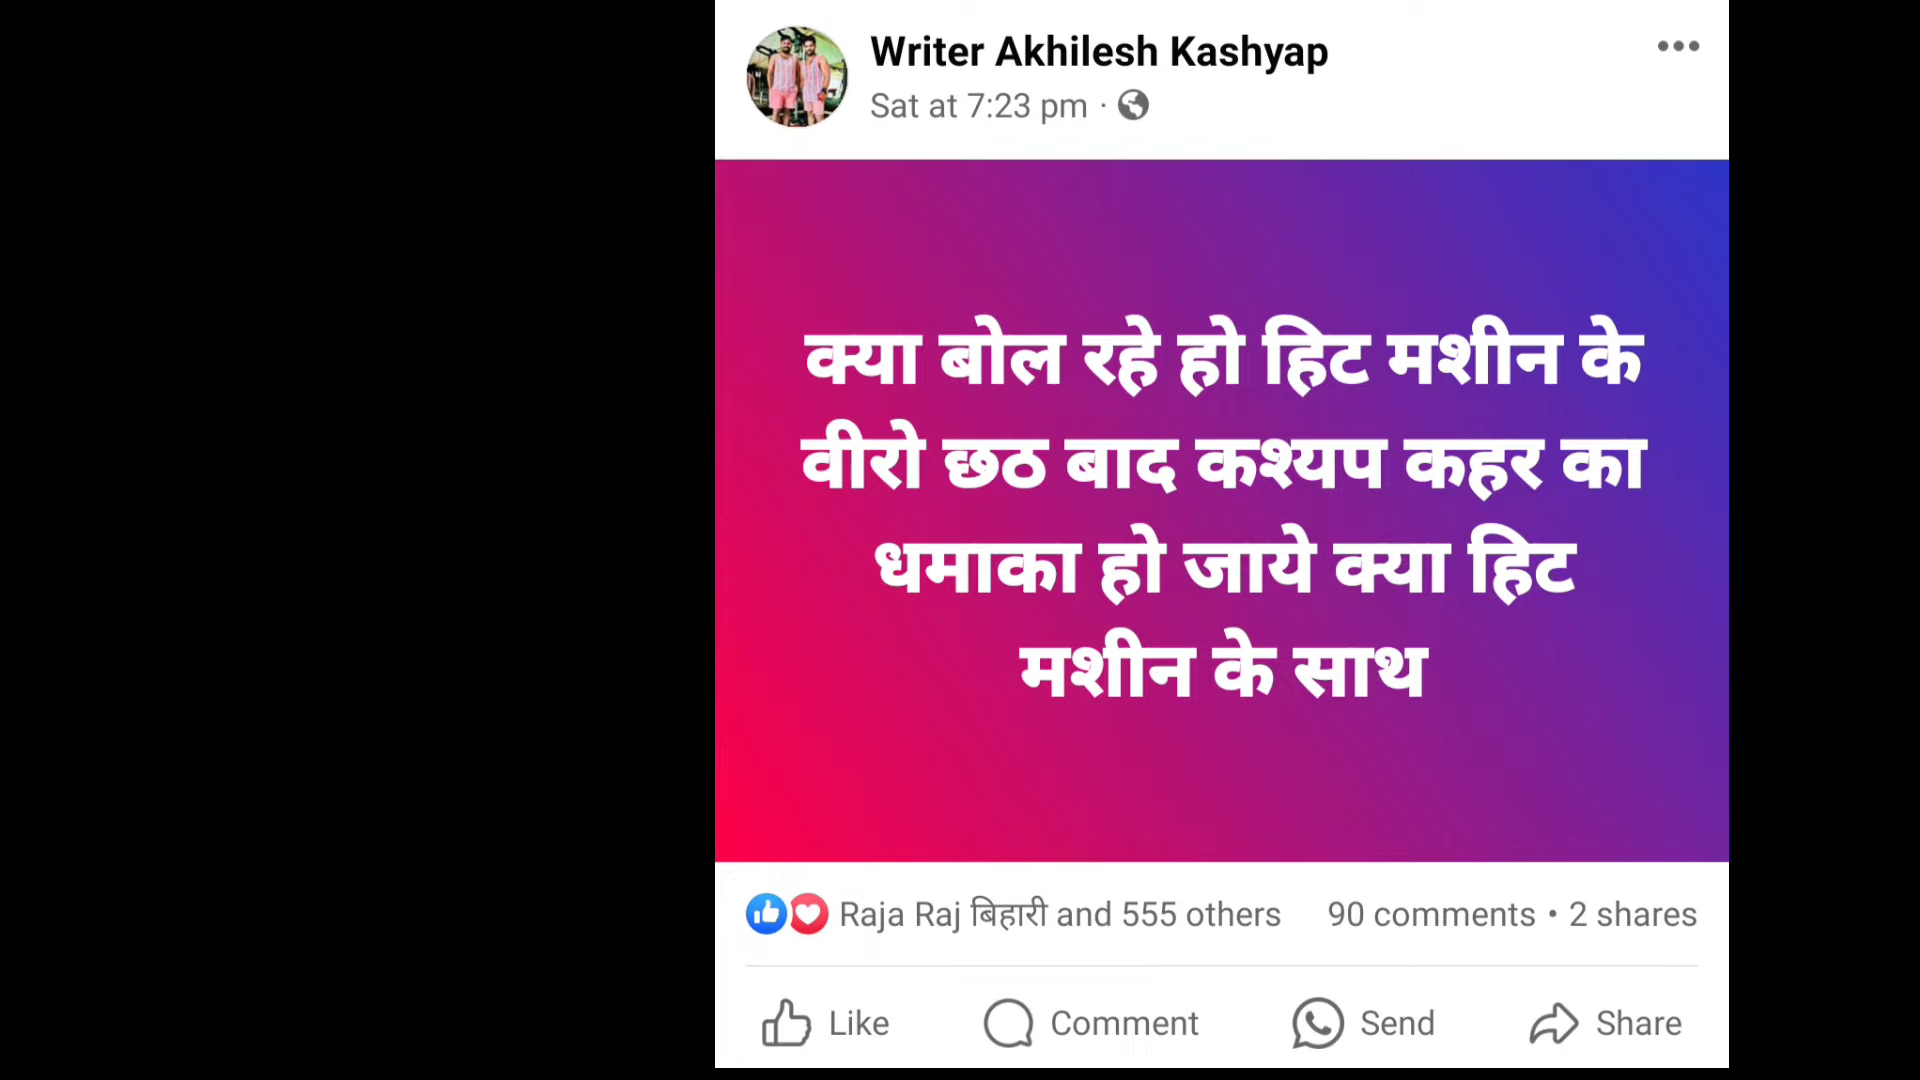 Writer Akhilesh Kashyap
Sat at 7:23 pm ·
क्या बोल रहे हो हिट मशीन के
वीरो छठ बाद कश्यप कहर का
धमाका हो जाये क्या हिट
मशीन के साथ
Raja Raj बिहारी and 555 others 90 comments • 2 shares
Like Comment Send Share